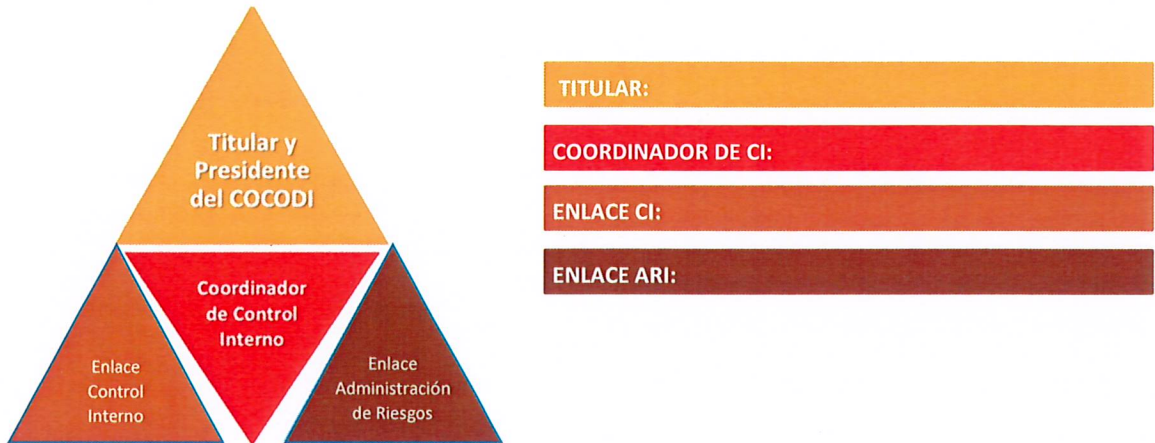 Titular y
Presidente
del COCODI
Coordinador
de Control
Interno
Enlace
Control
Interno
Enlace
Administración
de Riesgos
TITULAR:
COORDINADOR DE CI:
ENLACE CI:
ENLACE ARI: